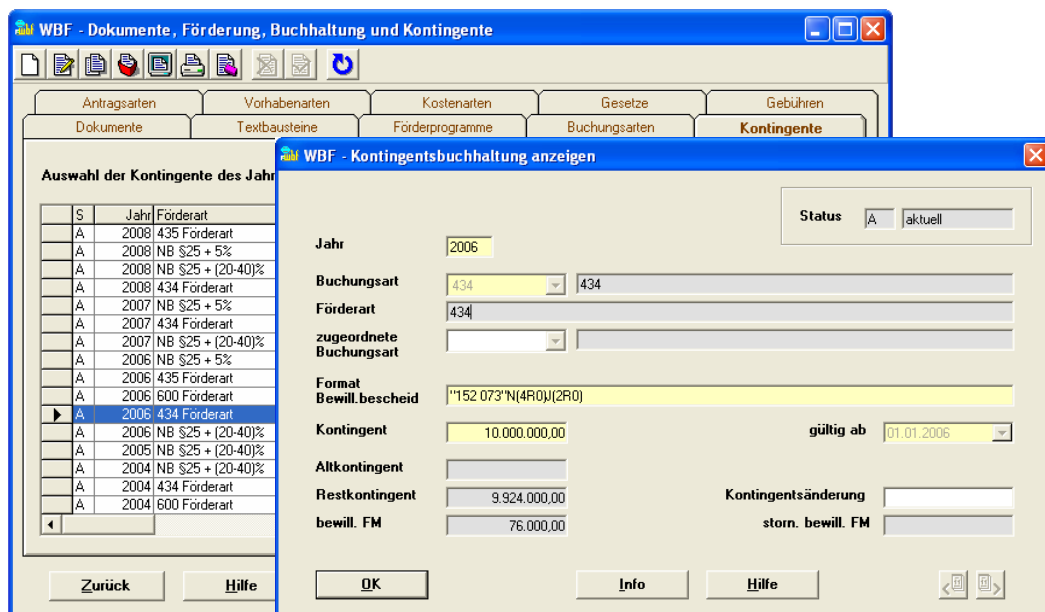 WBF - Dokumente, Förderung, Buchhaltung und Kontingente
Antragsarten Vorhabenarten Kostenarten Gesetze Gebühren
Dokumente Textbausteine Förderprogramme Buchungsarten Kontingente
Auswahl der Kontingente des Jahr
S Jahr Förderart
A 2008 435 Förderart
A 2008 NB §25 + 5%
A 2008 NB §25 + (20-40)%
A 2008 434 Förderart
A 2007 NB §25 + 5%
A 2007 434 Förderart
A 2007 NB §25 + (20-40)%
A 2006 NB §25 + 5%
A 2006 435 Förderart
A 2006 600 Förderart
A 2006 434 Förderart
A 2006 NB §25 + (20-40)%
A 2005 NB §25 + (20-40)%
A 2004 NB §25 + (20-40)%
A 2004 434 Förderart
A 2004 600 Förderart
Zurück Hilfe
WBF - Kontingentsbuchhaltung anzeigen
Status A aktuell
Jahr 2006
Buchungsart 434 434
Förderart 434
zugeordnete
Buchungsart
Format
Bewill.bescheid "152 073"N(4R0)J(2R0)
Kontingent 10.000.000,00 gültig ab 01.01.2006
Altkontingent
Restkontingent 9.924.000,00 Kontingentsänderung
bewill. FM 76.000,00 storn. bewill. FM
OK Info Hilfe